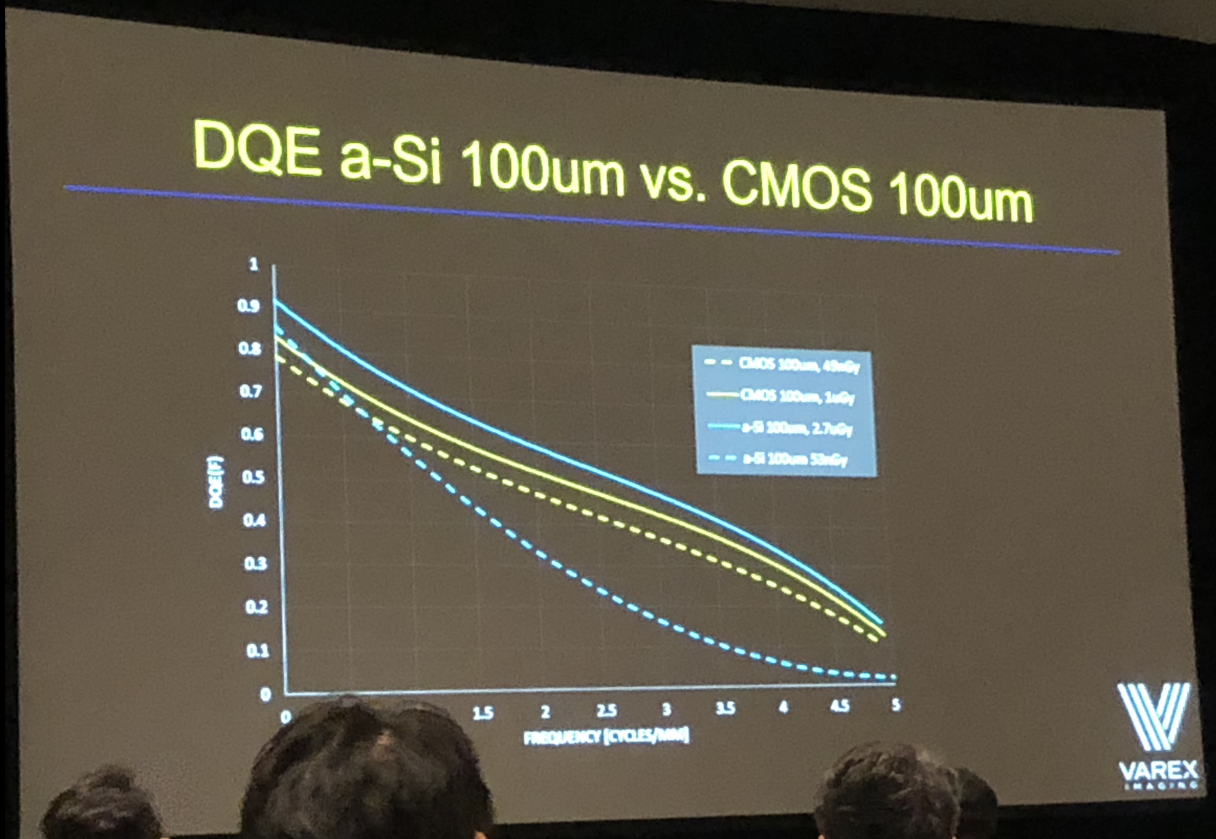 DQE a-Si 100um vs. CMOS 100um
1
0.9
0.8
0.7
0.6
0.5
0.4
0.3
0.2
0.1
0
DQE(F)
CMOS 100um, 49nGy
CMOS 100um, 1uGy
a-Si 100um, 2.7uGy
a-Si 100um 53nGy
0
1.5
2
2.5
3
3.5
4
4.5
5
FREQUENCY [CYCLES/MM]
VAREX
IMAGING